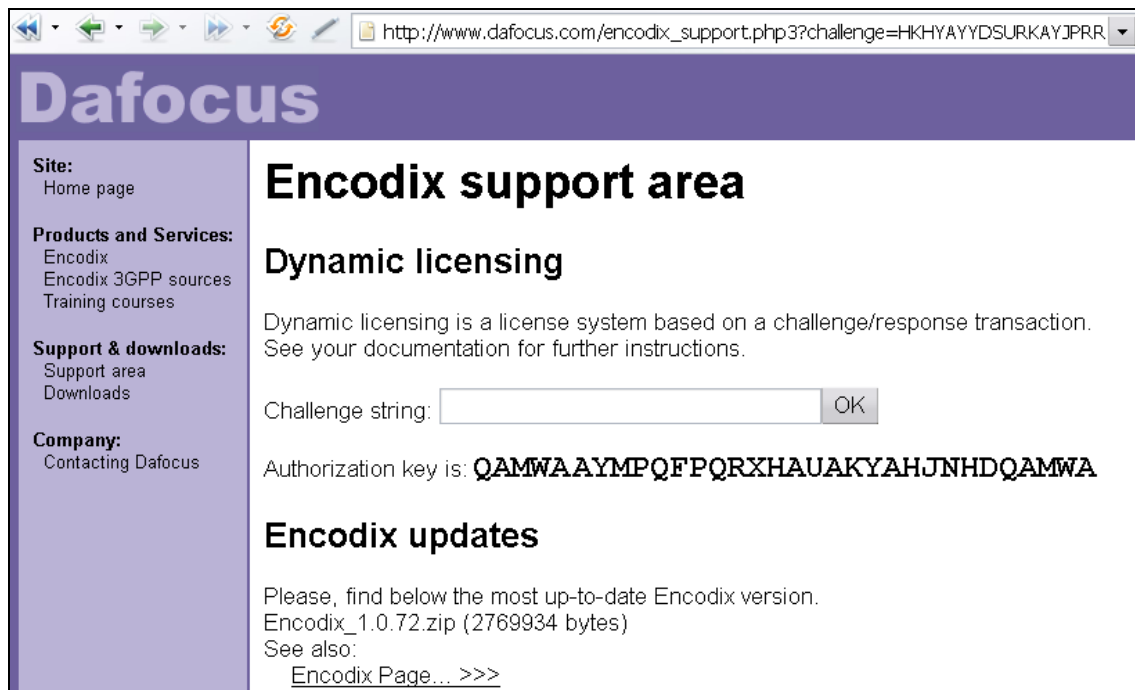 http://www.dafocus.com/encodix_support.php3?challenge=HKHYAYYDSURKAYJPRR
Dafocus
Site:
Home page
Products and Services:
Encodix
Encodix 3GPP sources
Training courses
Support & downloads:
Support area
Downloads
Company:
Contacting Dafocus
Encodix support area
Dynamic licensing
Dynamic licensing is a license system based on a challenge/response transaction.
See your documentation for further instructions.
Challenge string: OK
Authorization key is: QAMWAAYMPQFPQRXHAUAKYAHJNHDQAMWA
Encodix updates
Please, find below the most up-to-date Encodix version.
Encodix_1.0.72.zip (2769934 bytes)
See also:
Encodix Page... >>>